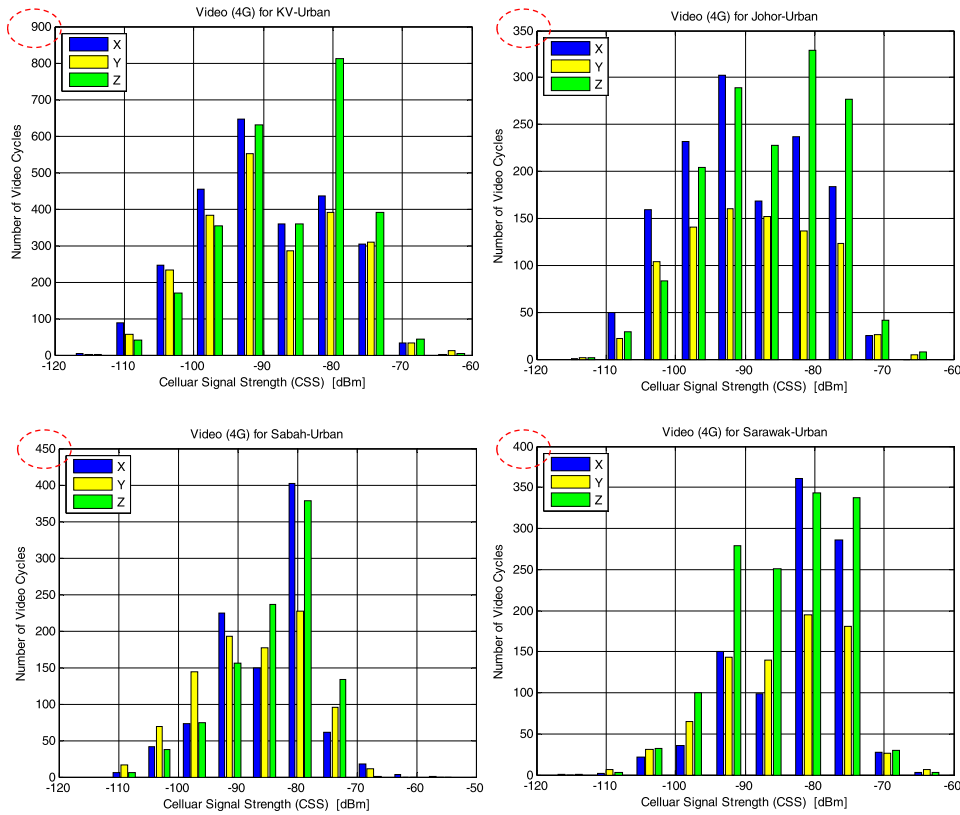 Video (4G) for KV-Urban
900
800
700
600
500
400
300
200
100
0
X
Y
Z
Number of Video Cycles
-120
-110
-100
-90
-80
-70
-60
Celluar Signal Strength (CSS) [dBm]
Video (4G) for Johor-Urban
350
300
250
200
150
100
50
0
X
Y
Z
Number of Video Cycles
-120
-110
-100
-90
-80
-70
-60
Celluar Signal Strength (CSS) [dBm]
Video (4G) for Sabah-Urban
450
400
350
300
250
200
150
100
50
0
X
Y
Z
Number of Video Cycles
-120
-110
-100
-90
-80
-70
-60
-50
Celluar Signal Strength (CSS) [dBm]
Video (4G) for Sarawak-Urban
400
350
300
250
200
150
100
50
0
X
Y
Z
Number of Video Cycles
-120
-110
-100
-90
-80
-70
-60
-50
Celluar Signal Strength (CSS) [dBm]